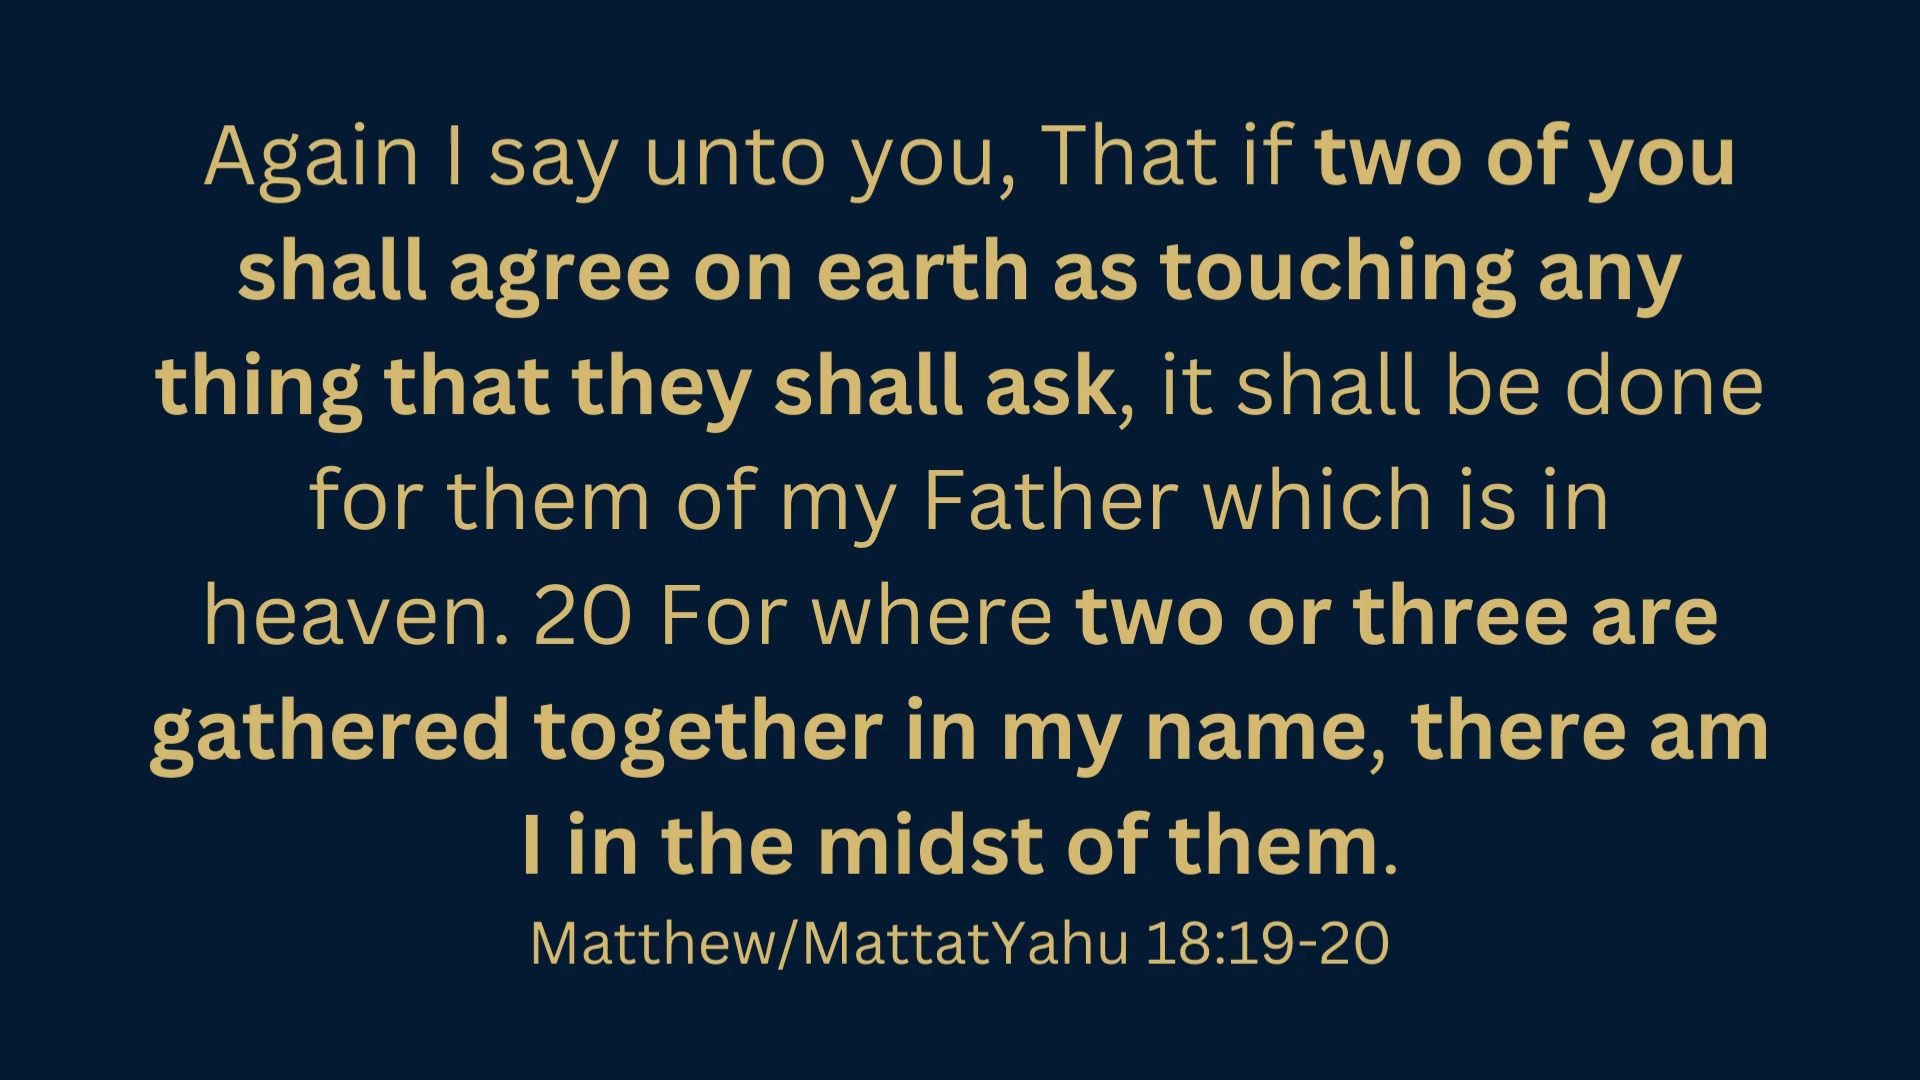 Again I say unto you, That if two of you
shall agree on earth as touching any
thing that they shall ask, it shall be done
for them of my Father which is in
heaven. 20 For where two or three are
gathered together in my name, there am
I in the midst of them.
Matthew/MattatYahu 18:19-20